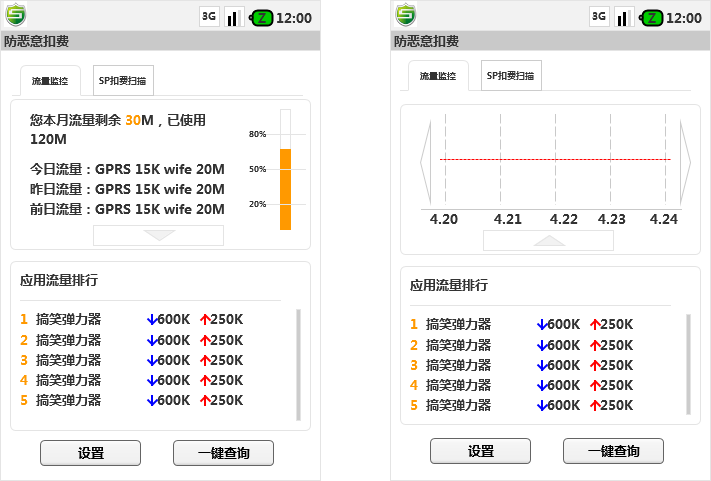 3G
Z
12:00
防恶意扣费
流量监控
SP扣费扫描
您本月流量剩余 30M，已使用
120M
今日流量：GPRS 15K wife 20M
昨日流量：GPRS 15K wife 20M
前日流量：GPRS 15K wife 20M
80%
50%
20%
应用流量排行
1 搞笑弹力器 ↓600K ↑250K
2 搞笑弹力器 ↓600K ↑250K
3 搞笑弹力器 ↓600K ↑250K
4 搞笑弹力器 ↓600K ↑250K
5 搞笑弹力器 ↓600K ↑250K
设置
一键查询
3G
Z
12:00
防恶意扣费
流量监控
SP扣费扫描
4.20 4.21 4.22 4.23 4.24
应用流量排行
1 搞笑弹力器 ↓600K ↑250K
2 搞笑弹力器 ↓600K ↑250K
3 搞笑弹力器 ↓600K ↑250K
4 搞笑弹力器 ↓600K ↑250K
5 搞笑弹力器 ↓600K ↑250K
设置
一键查询